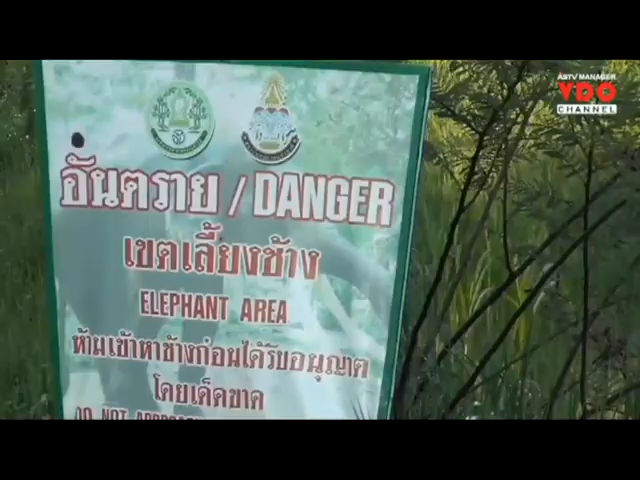 ASTV MANAGER
VDO
CHANNEL
อันตราย / DANGER
เขตเลี้ยงช้าง
ELEPHANT AREA
ห้ามเข้าหาช้างก่อนได้รับอนุญาต
โดยเด็ดขาด
DO NOT